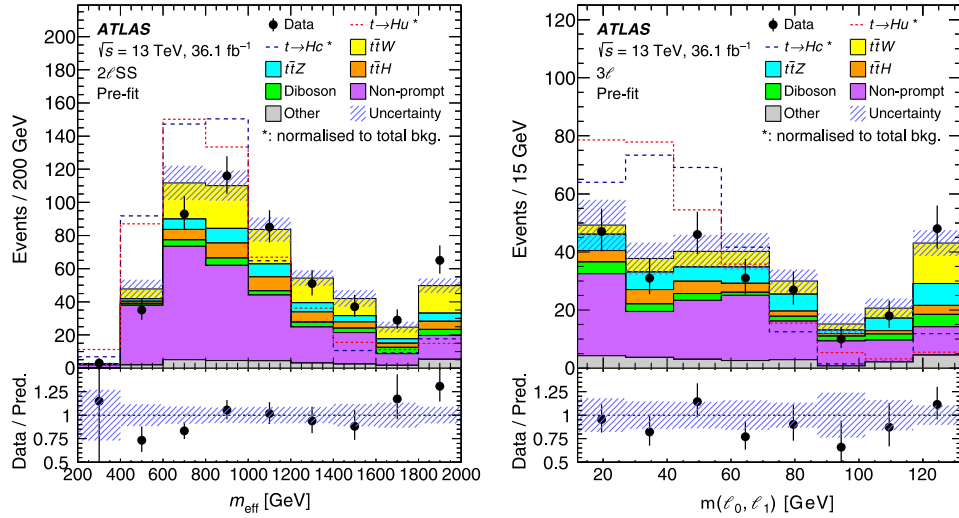 ATLAS
√s = 13 TeV, 36.1 fb⁻¹
2ℓSS
Pre-fit
Data
t→Hu *
t→Hc *
tt̄W
tt̄Z
tt̄H
Diboson
Non-prompt
Other
Uncertainty
*: normalised to total bkg.
Events / 200 GeV
200
180
160
140
120
100
80
60
40
20
0
Data / Pred.
1.25
1
0.75
0.5
200 400 600 800 1000 1200 1400 1600 1800 2000
m_eff [GeV]
ATLAS
√s = 13 TeV, 36.1 fb⁻¹
3ℓ
Pre-fit
Data
t→Hu *
t→Hc *
tt̄W
tt̄Z
tt̄H
Diboson
Non-prompt
Other
Uncertainty
*: normalised to total bkg.
Events / 15 GeV
120
100
80
60
40
20
0
Data / Pred.
1.25
1
0.75
0.5
20 40 60 80 100 120
m(ℓ₀, ℓ₁) [GeV]